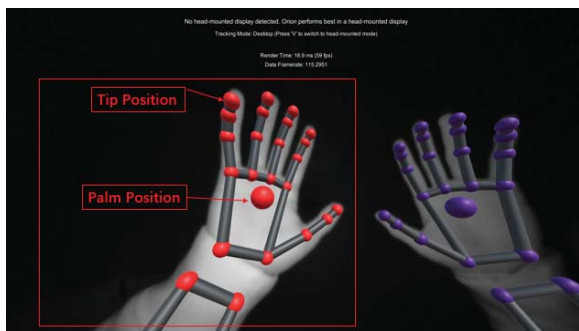 No head-mounted display detected. Orion performs best in a head-mounted display
Tracking Mode: Desktop (Press 'V' to switch to head-mounted mode)
Render Time: 16.9 ms (59 fps)
Data Framerate: 115.2951
Tip Position
Palm Position